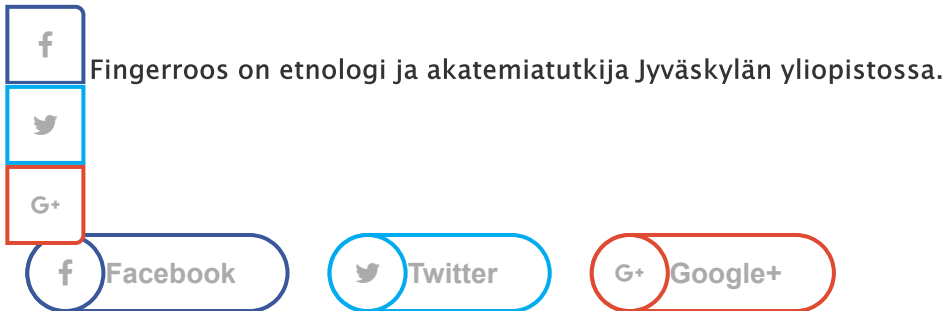 Fingerroos on etnologi ja akatemiatutkija Jyväskylän yliopistossa.
G+
Facebook
Twitter
G+ Google+